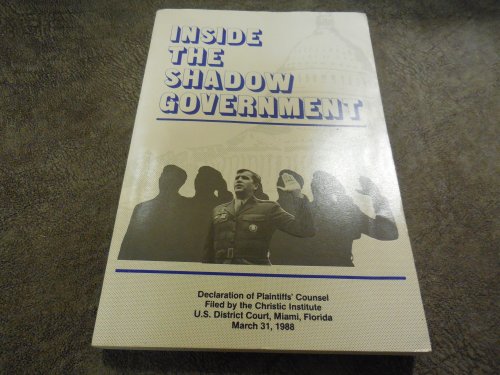 INSIDE
THE
SHADOW
GOVERNMENT
Declaration of Plaintiffs' Counsel
Filed by the Christic Institute
U.S. District Court, Miami, Florida
March 31, 1988